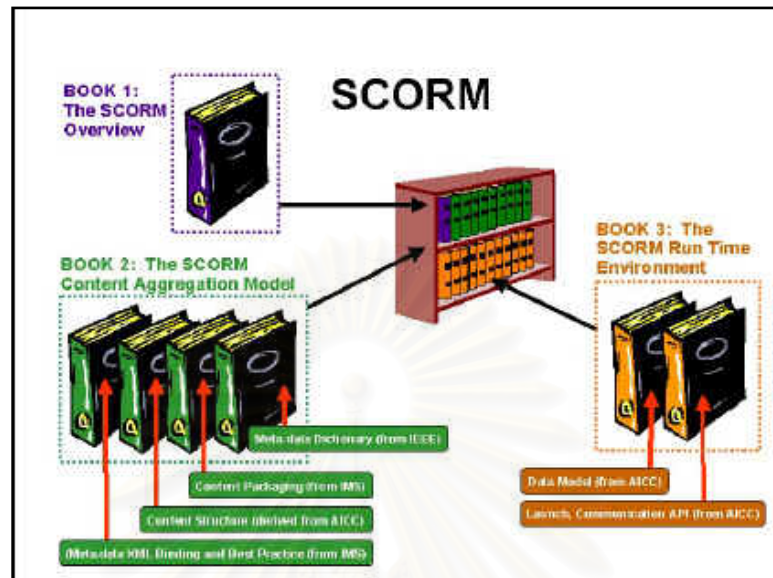 SCORM
BOOK 1:
The SCORM
Overview
BOOK 2: The SCORM
Content Aggregation Model
BOOK 3: The
SCORM Run Time
Environment
Meta-data Dictionary (from IEEE)
Content Packaging (from IMS)
Content Structure (derived from AICC)
(Meta-data XML Binding and Best Practice (from IMS)
Data Model (from AICC)
Launch, Communication API (from AICC)